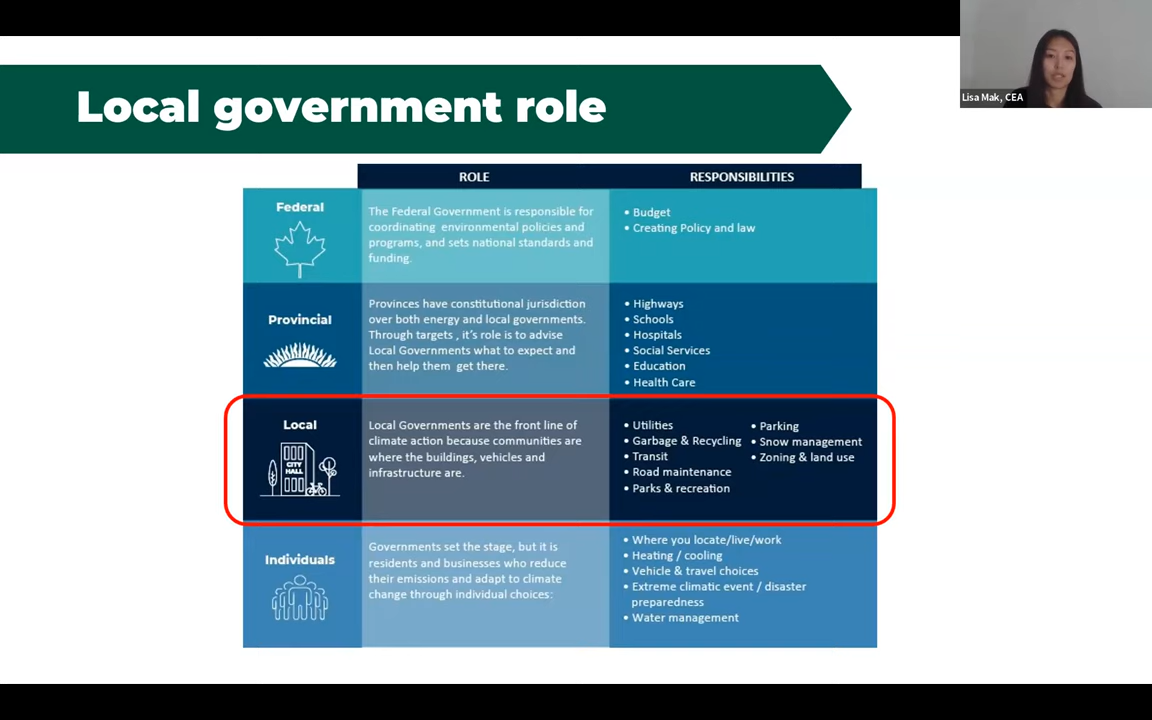 Lisa Mak, CEA
Local government role
ROLE
RESPONSIBILITIES
Federal
The Federal Government is responsible for
coordinating environmental policies and
programs, and sets national standards and
funding.
• Budget
• Creating Policy and law
Provincial
Provinces have constitutional jurisdiction
over both energy and local governments.
Through targets , it's role is to advise
Local Governments what to expect and
then help them get there.
• Highways
• Schools
• Hospitals
• Social Services
• Education
• Health Care
Local
CITY
HALL
Local Governments are the front line of
climate action because communities are
where the buildings, vehicles and
infrastructure are.
• Utilities
• Garbage & Recycling
• Transit
• Road maintenance
• Parks & recreation
• Parking
• Snow management
• Zoning & land use
Individuals
Governments set the stage, but it is
residents and businesses who reduce
their emissions and adapt to climate
change through individual choices:
• Where you locate/live/work
• Heating / cooling
• Vehicle & travel choices
• Extreme climatic event / disaster
preparedness
• Water management